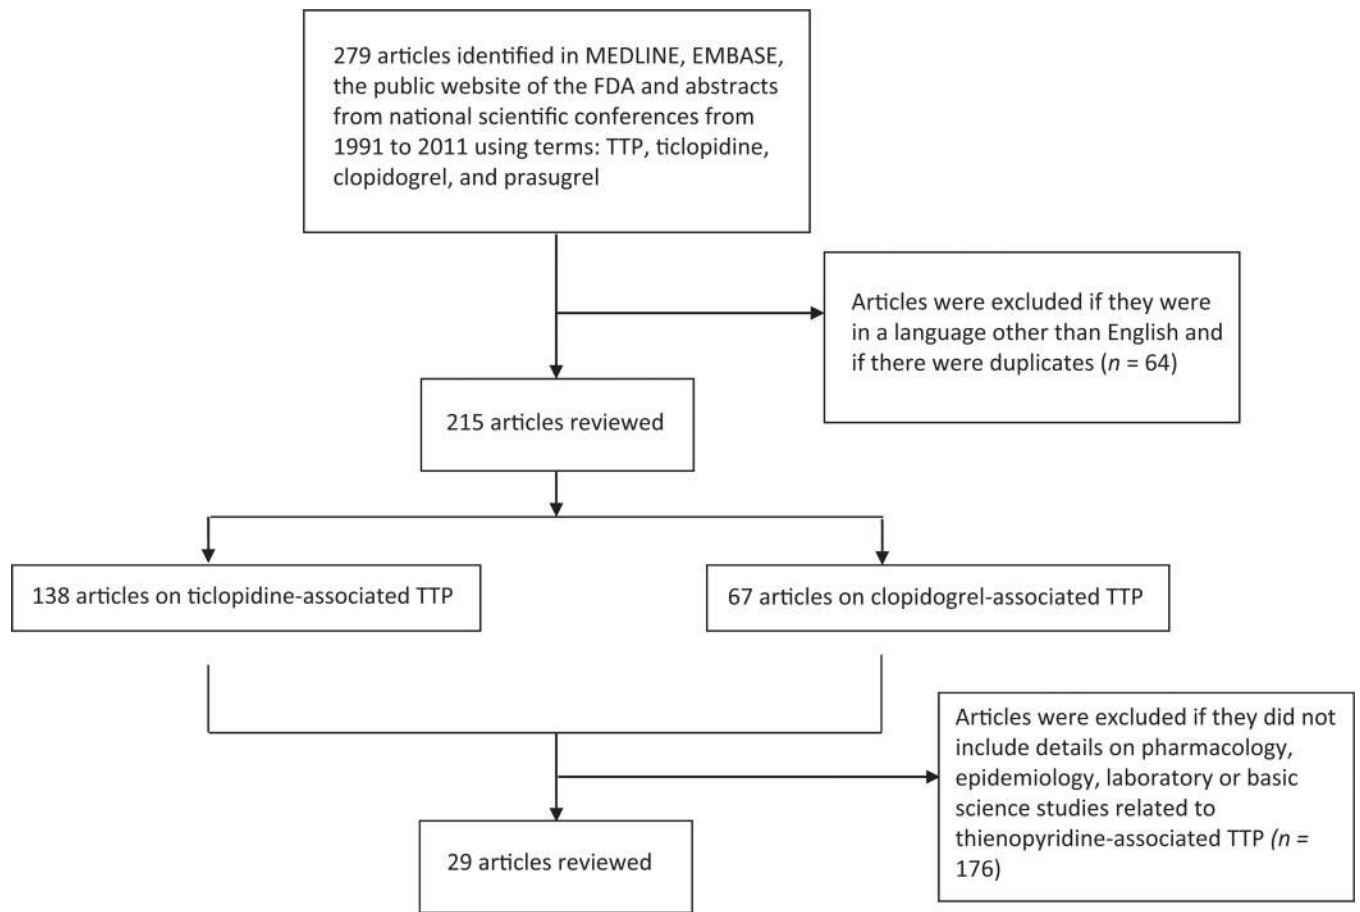 279 articles identified in MEDLINE, EMBASE,
the public website of the FDA and abstracts
from national scientific conferences from
1991 to 2011 using terms: TTP, ticlopidine,
clopidogrel, and prasugrel
Articles were excluded if they were
in a language other than English and
if there were duplicates (n = 64)
215 articles reviewed
138 articles on ticlopidine-associated TTP
67 articles on clopidogrel-associated TTP
Articles were excluded if they did not
include details on pharmacology,
epidemiology, laboratory or basic
science studies related to
thienopyridine-associated TTP (n =
176)
29 articles reviewed